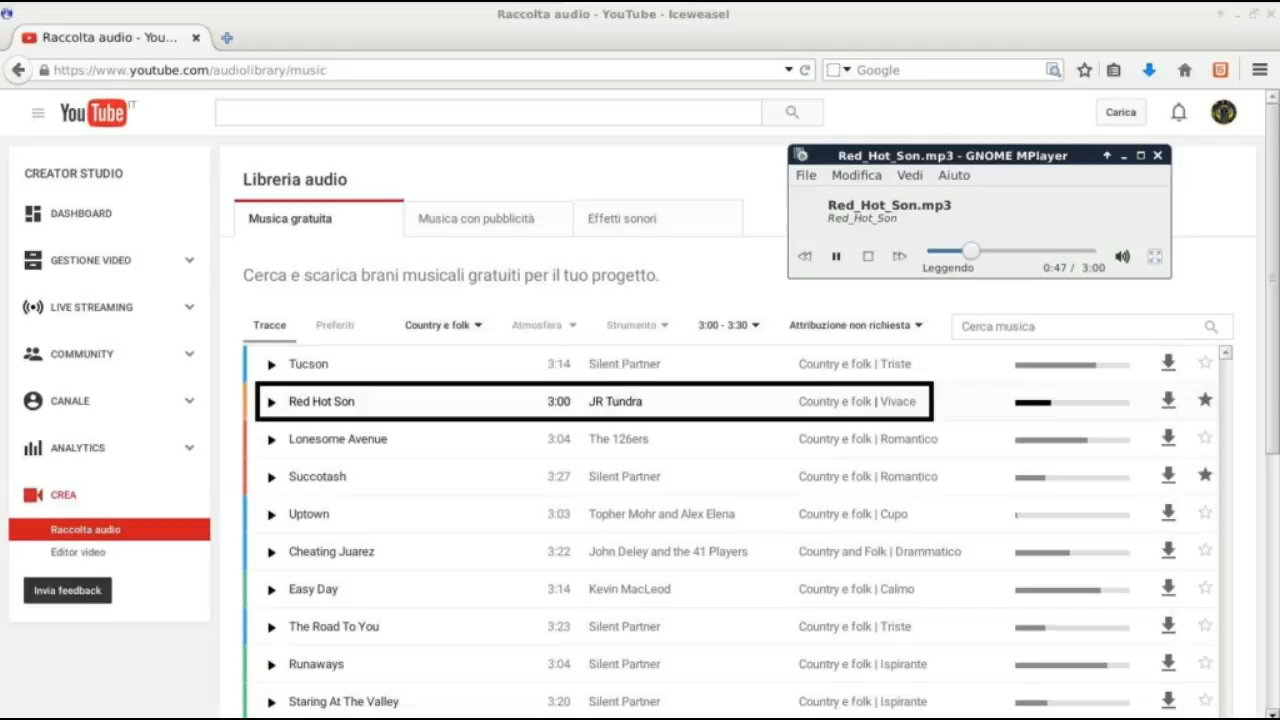 Raccolta audio - YouTube - Iceweasel
Raccolta audio - You...
https://www.youtube.com/audiolibrary/music
Google
YouTube IT
Carica
CREATOR STUDIO
DASHBOARD
GESTIONE VIDEO
LIVE STREAMING
COMMUNITY
CANALE
ANALYTICS
CREA
Raccolta audio
Editor video
Invia feedback
Libreria audio
Musica gratuita
Musica con pubblicità
Effetti sonori
Cerca e scarica brani musicali gratuiti per il tuo progetto.
Red_Hot_Son.mp3 - GNOME MPlayer
File Modifica Vedi Aiuto
Red_Hot_Son.mp3
Red_Hot_Son
Leggendo 0:47 / 3:00
Tracce Preferiti Country e folk Atmosfera Strumento 3:00 - 3:30 Attribuzione non richiesta Cerca musica
Tucson 3:14 Silent Partner Country e folk | Triste
Red Hot Son 3:00 JR Tundra Country e folk | Vivace
Lonesome Avenue 3:04 The 126ers Country e folk | Romantico
Succotash 3:27 Silent Partner Country e folk | Romantico
Uptown 3:03 Topher Mohr and Alex Elena Country e folk | Cupo
Cheating Juarez 3:22 John Deley and the 41 Players Country and Folk | Drammatico
Easy Day 3:14 Kevin MacLeod Country e folk | Calmo
The Road To You 3:23 Silent Partner Country e folk | Triste
Runaways 3:04 Silent Partner Country e folk | Ispirante
Staring At The Valley 3:20 Silent Partner Country e folk | Ispirante